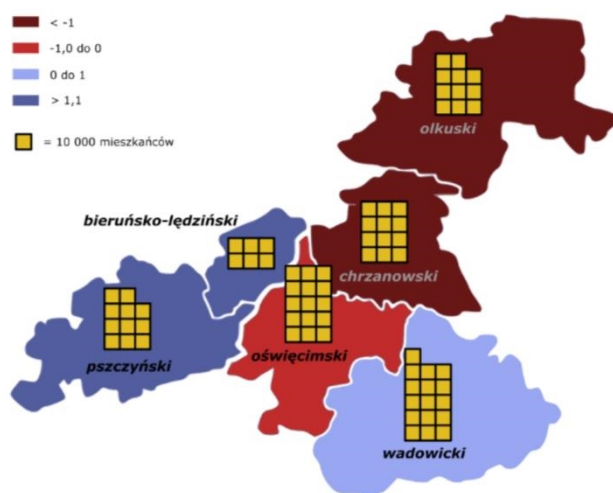 < -1
-1,0 do 0
0 do 1
> 1,1
= 10 000 mieszkańców
olkuski
bieruńsko-lędziński
chrzanowski
pszczyński
oświęcimski
wadowicki